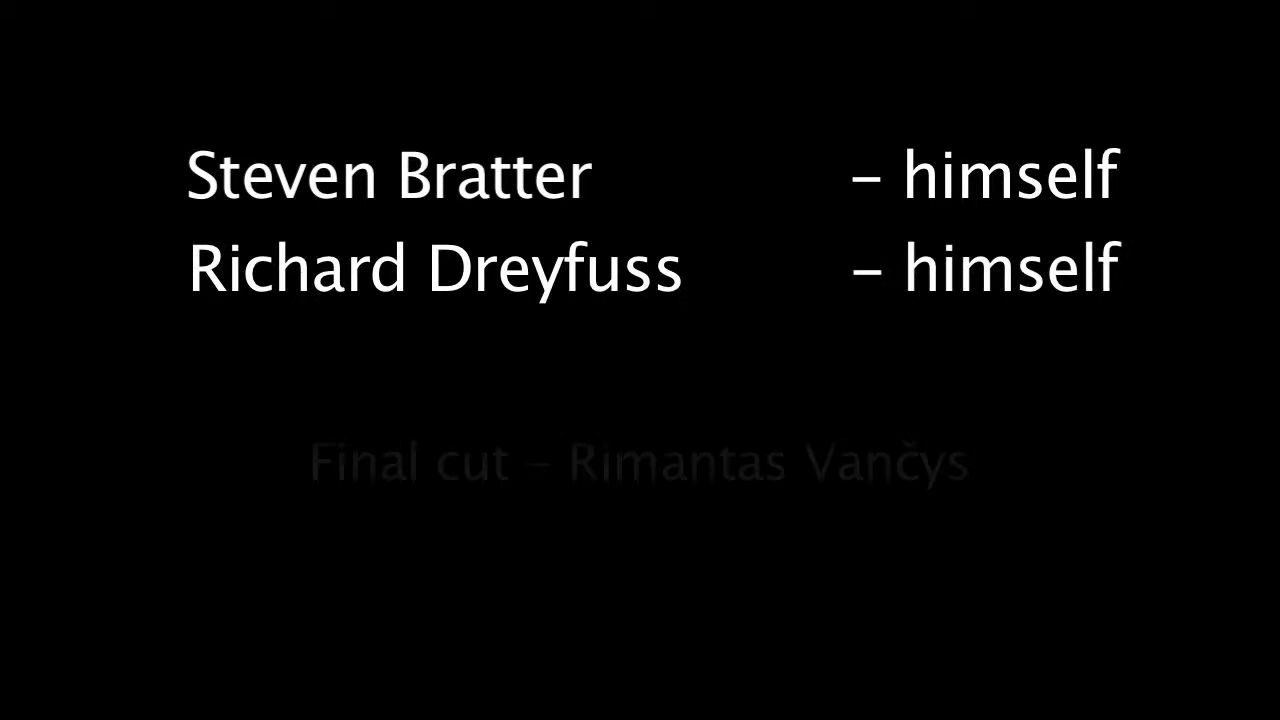 Steven Bratter – himself
Richard Dreyfuss – himself
Final cut – Rimantas Vančys